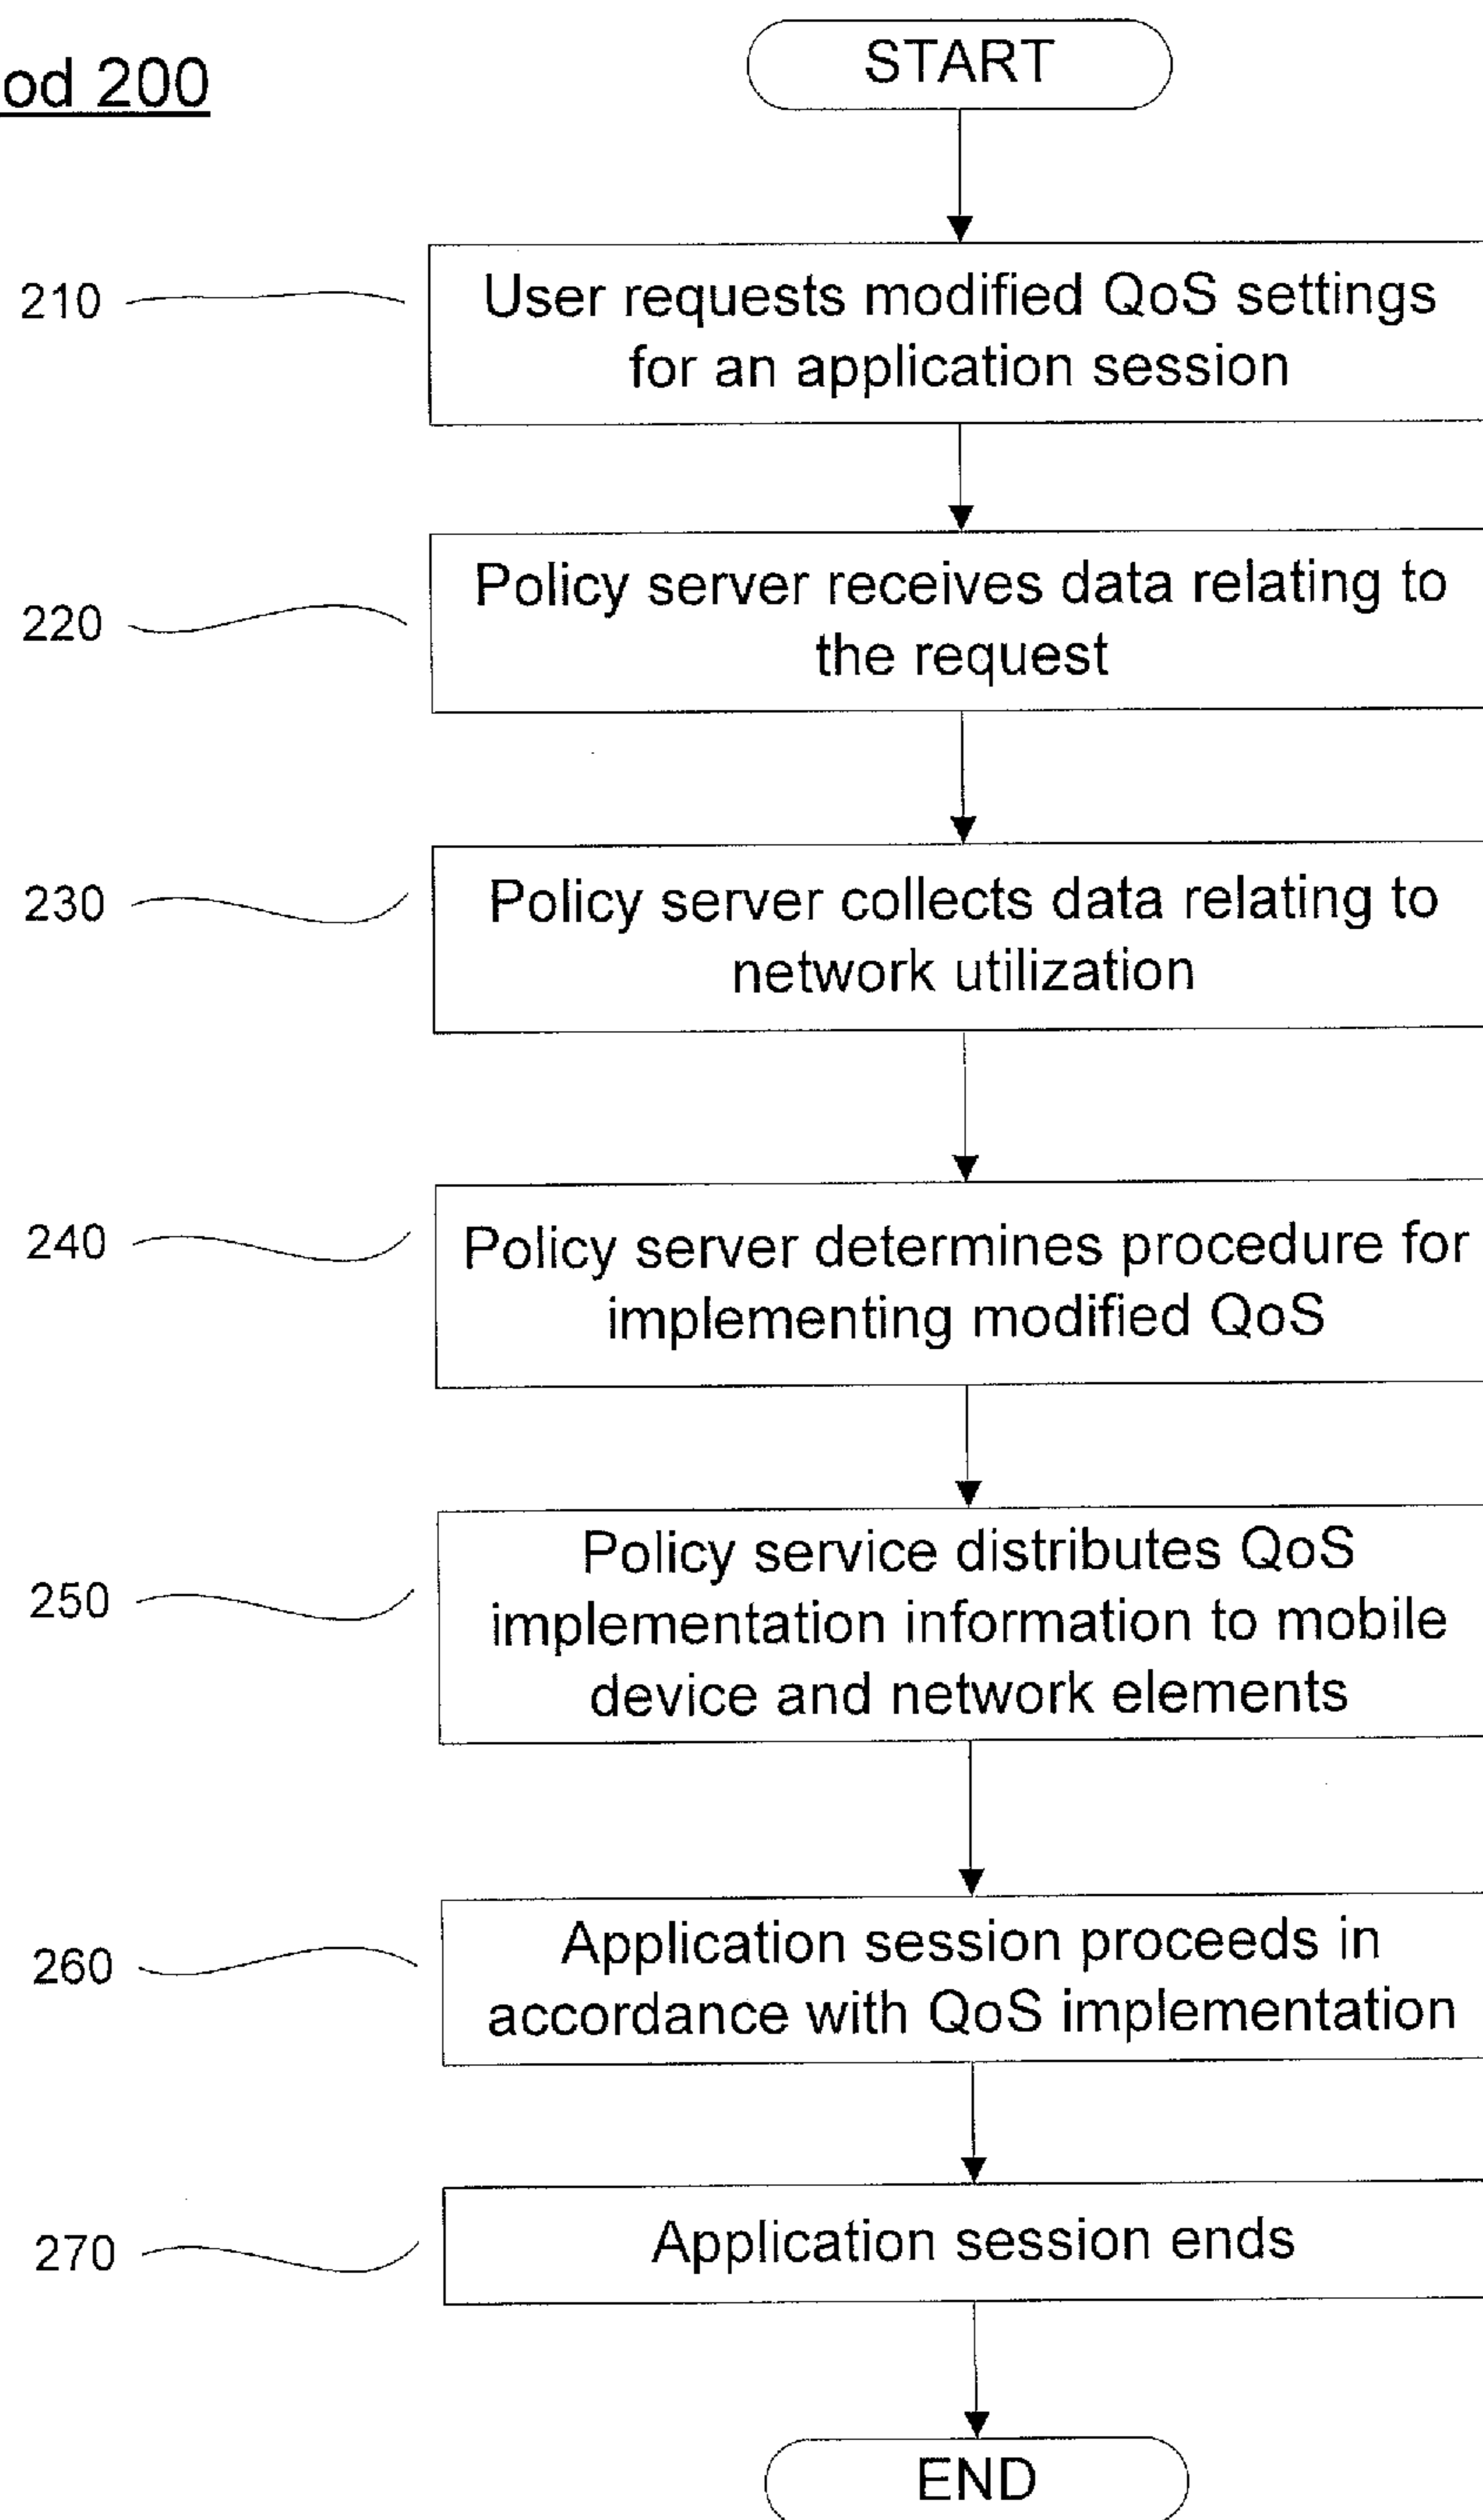 od 200
START
210
User requests modified QoS settings
for an application session
220
Policy server receives data relating to
the request
230
Policy server collects data relating to
network utilization
240
Policy server determines procedure for
implementing modified QoS
250
Policy service distributes QoS
implementation information to mobile
device and network elements
260
Application session proceeds in
accordance with QoS implementation
270
Application session ends
END